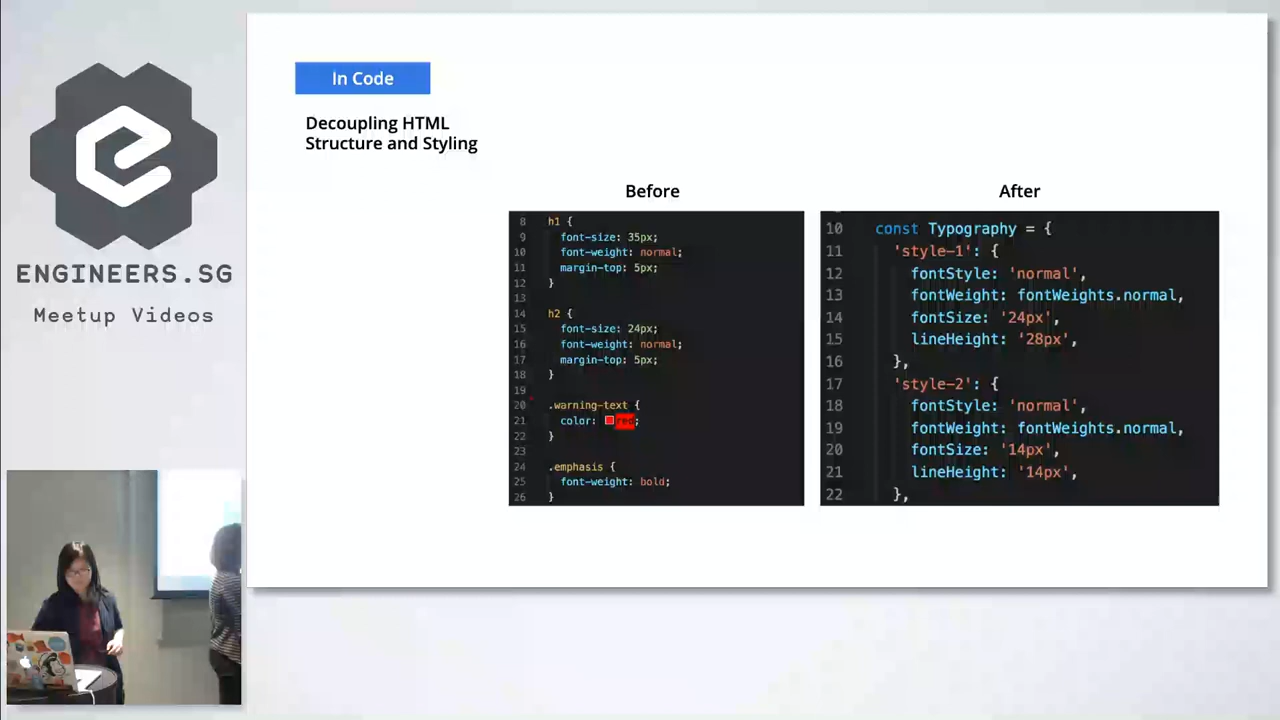 ENGINEERS.SG
Meetup Videos
In Code
Decoupling HTML
Structure and Styling
Before
8 h1 {
9 font-size: 35px;
10 font-weight: normal;
11 margin-top: 5px;
12 }
13
14 h2 {
15 font-size: 24px;
16 font-weight: normal;
17 margin-top: 5px;
18 }
19
20 .warning-text {
21 color: red;
22 }
23
24 .emphasis {
25 font-weight: bold;
26 }
After
10 const Typography = {
11 'style-1': {
12 fontStyle: 'normal',
13 fontWeight: fontWeights.normal,
14 fontSize: '24px',
15 lineHeight: '28px',
16 },
17 'style-2': {
18 fontStyle: 'normal',
19 fontWeight: fontWeights.normal,
20 fontSize: '14px',
21 lineHeight: '14px',
22 },